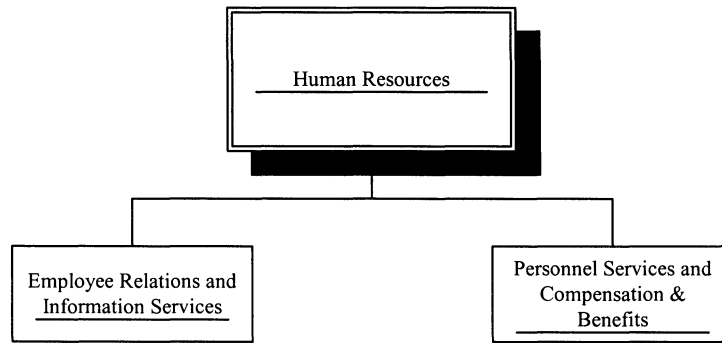 Human Resources
Employee Relations and
Information Services
Personnel Services and
Compensation &
Benefits